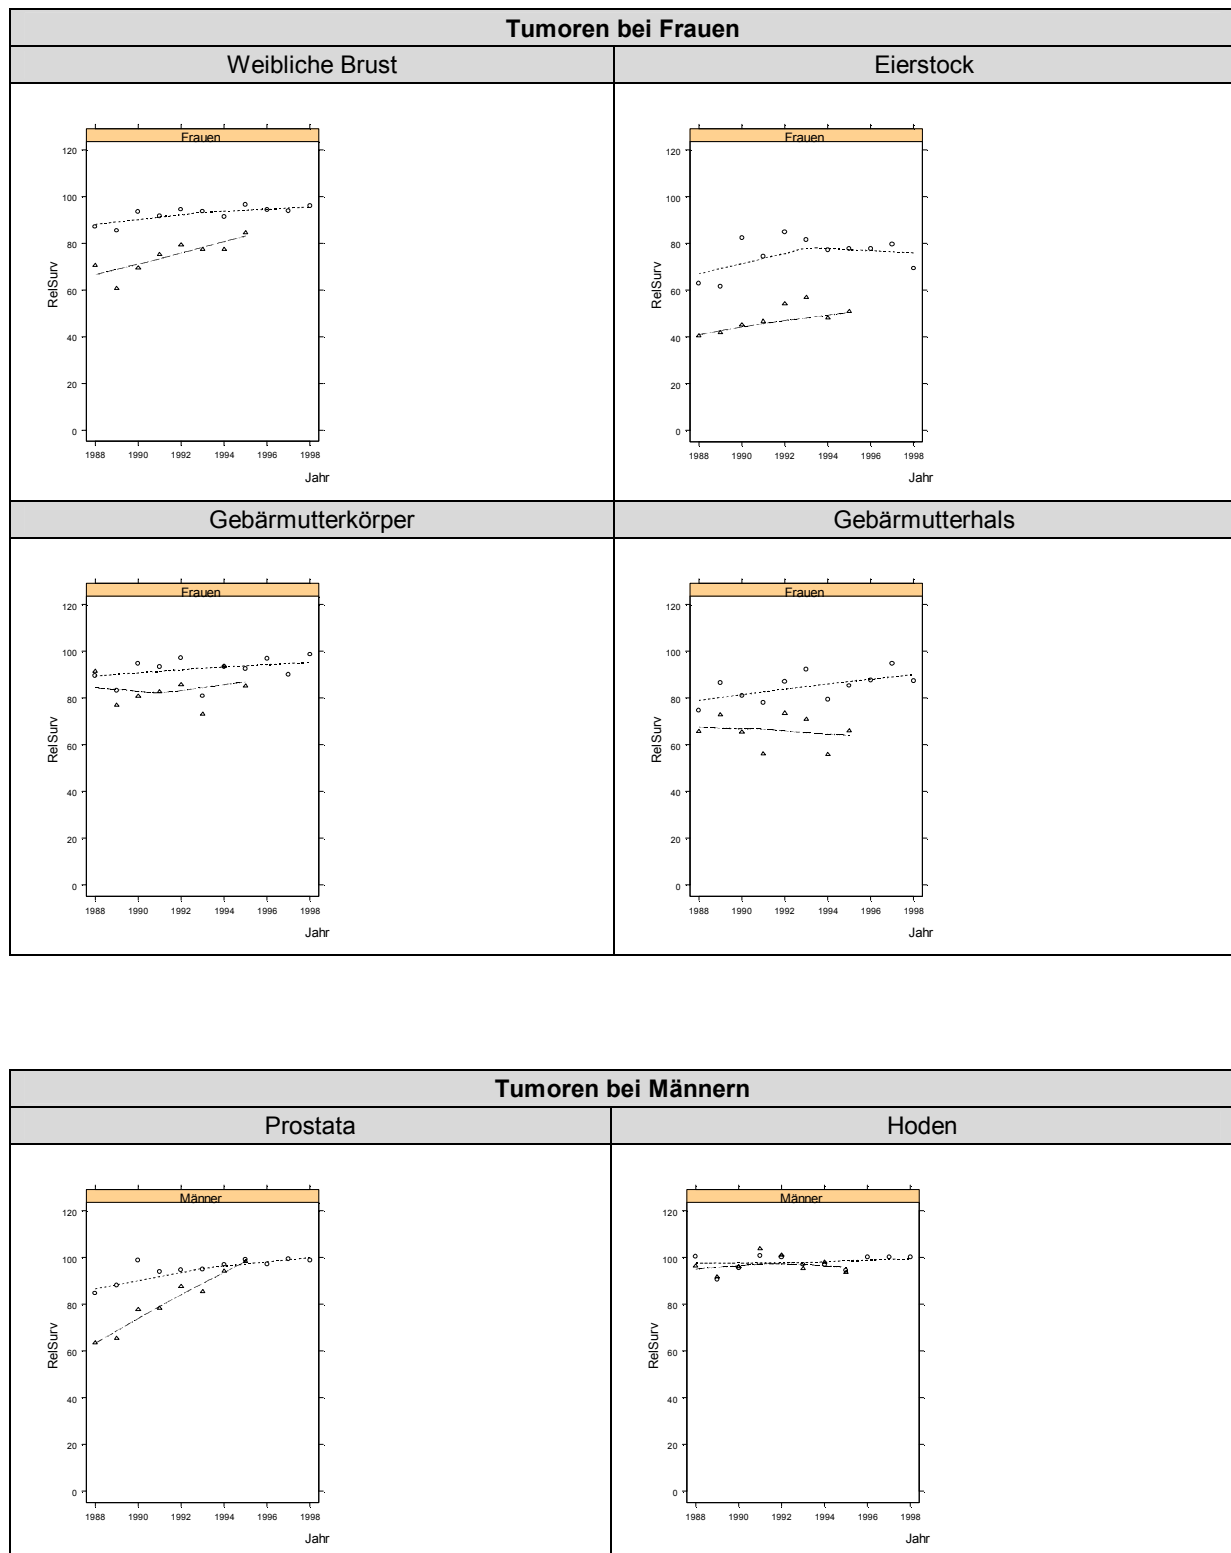 Tumoren bei Frauen
Weibliche Brust
Eierstock
Frauen
120
100
80
60
40
20
0
RelSurv
1988 1990 1992 1994 1996 1998
Jahr
Frauen
120
100
80
60
40
20
0
RelSurv
1988 1990 1992 1994 1996 1998
Jahr
Gebärmutterkörper
Gebärmutterhals
Frauen
120
100
80
60
40
20
0
RelSurv
1988 1990 1992 1994 1996 1998
Jahr
Frauen
120
100
80
60
40
20
0
RelSurv
1988 1990 1992 1994 1996 1998
Jahr
Tumoren bei Männern
Prostata
Hoden
Männer
120
100
80
60
40
20
0
RelSurv
1988 1990 1992 1994 1996 1998
Jahr
Männer
120
100
80
60
40
20
0
RelSurv
1988 1990 1992 1994 1996 1998
Jahr